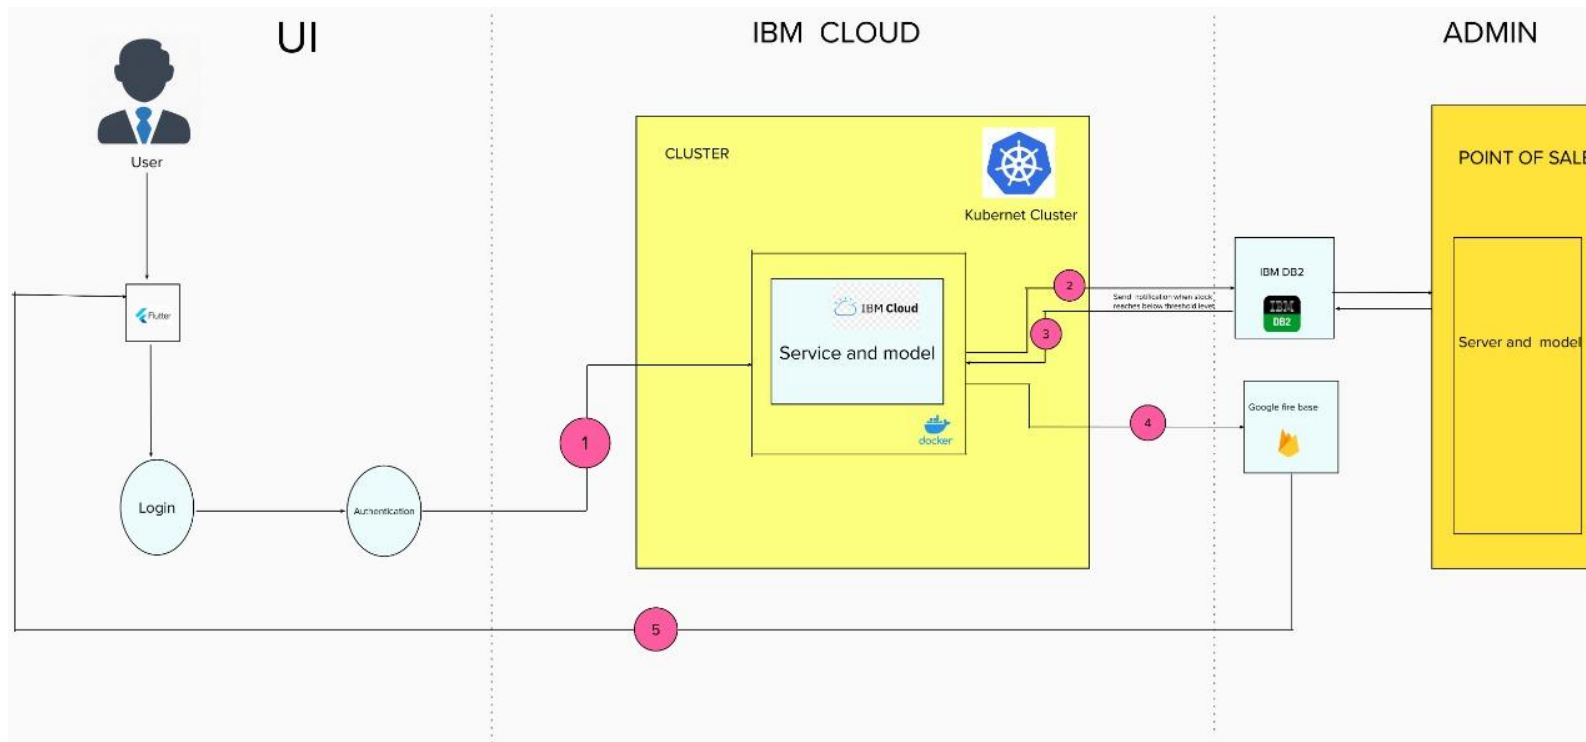 UI
IBM CLOUD
ADMIN
User
CLUSTER
Kubernet Cluster
POINT OF SALE
Flutter
IBM Cloud
Service and model
docker
2
Send notification when stock
reaches below threshold level
3
IBM DB2
IBM
DB2
Server and model
1
4
Google fire base
Login
Authentication
5